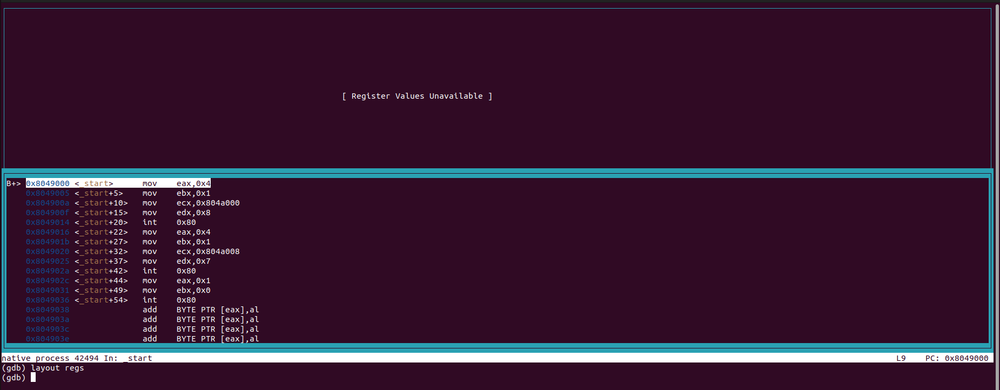 [ Register Values Unavailable ]
B+> 0x8049000 <_start>      mov    eax,0x4
    0x8049005 <_start+5>    mov    ebx,0x1
    0x804900a <_start+10>   mov    ecx,0x804a000
    0x804900f <_start+15>   mov    edx,0x8
    0x8049014 <_start+20>   int    0x80
    0x8049016 <_start+22>   mov    eax,0x4
    0x804901b <_start+27>   mov    ebx,0x1
    0x8049020 <_start+32>   mov    ecx,0x804a008
    0x8049025 <_start+37>   mov    edx,0x7
    0x804902a <_start+42>   int    0x80
    0x804902c <_start+44>   mov    eax,0x1
    0x8049031 <_start+49>   mov    ebx,0x0
    0x8049036 <_start+54>   int    0x80
    0x8049038               add    BYTE PTR [eax],al
    0x804903a               add    BYTE PTR [eax],al
    0x804903c               add    BYTE PTR [eax],al
    0x804903e               add    BYTE PTR [eax],al
native process 42494 In: _start L9    PC: 0x8049000
(gdb) layout regs
(gdb)